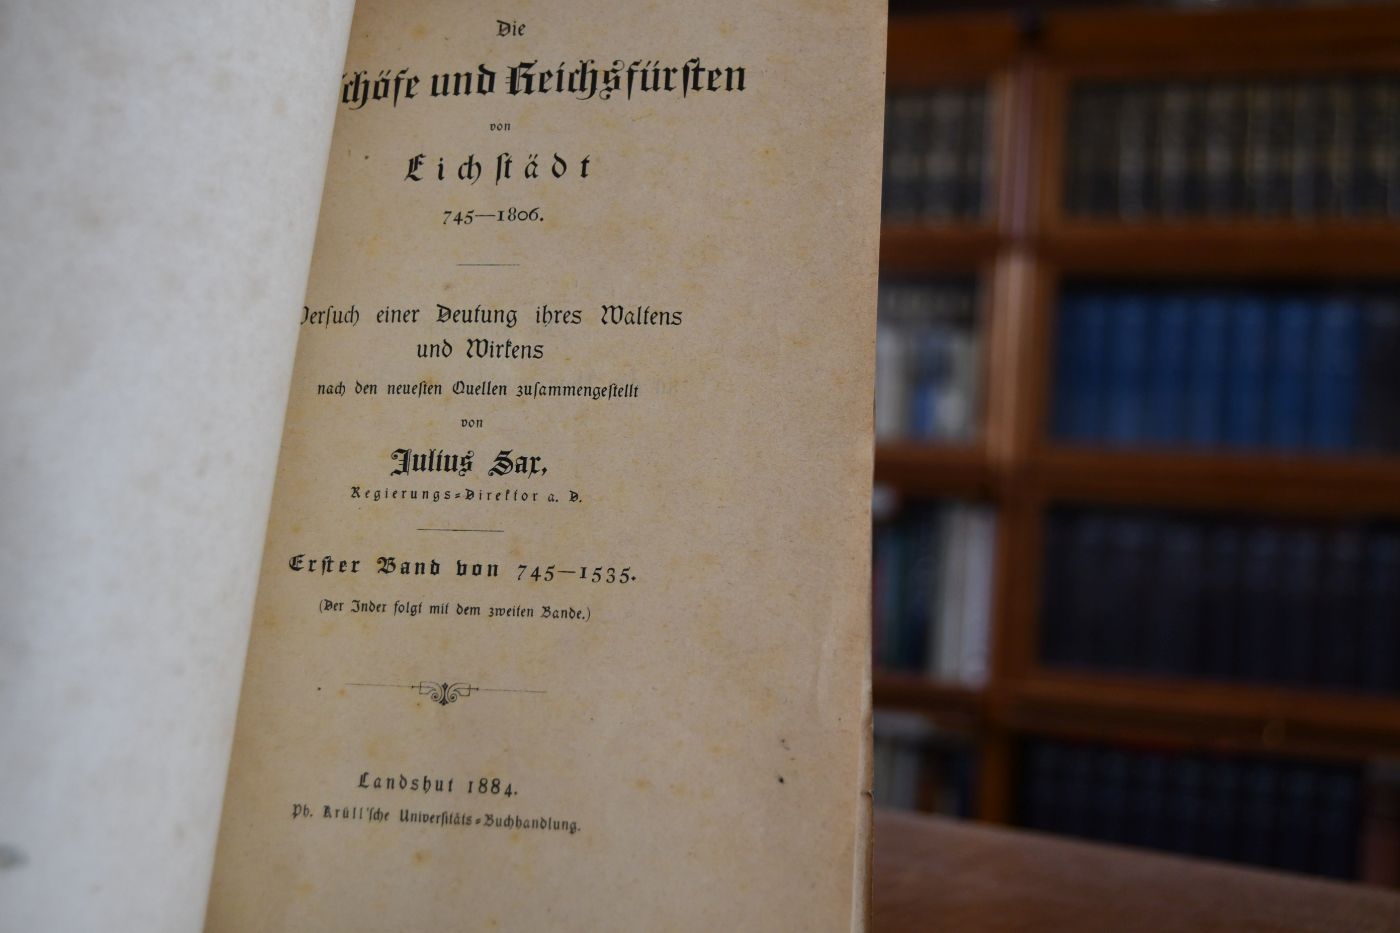 Die
schöfe und Reichsfürsten
von
Eichstädt
745—1806.
Versuch einer Deutung ihres Waltens
und Wirkens
nach den neuesten Quellen zusammengestellt
von
Julius Sax,
Regierungs-Direktor a. D.
Erster Band von 745—1535.
(Der Index folgt mit dem zweiten Bande.)
Landshut 1884.
Ph. Krüll'sche Universitäts-Buchhandlung.